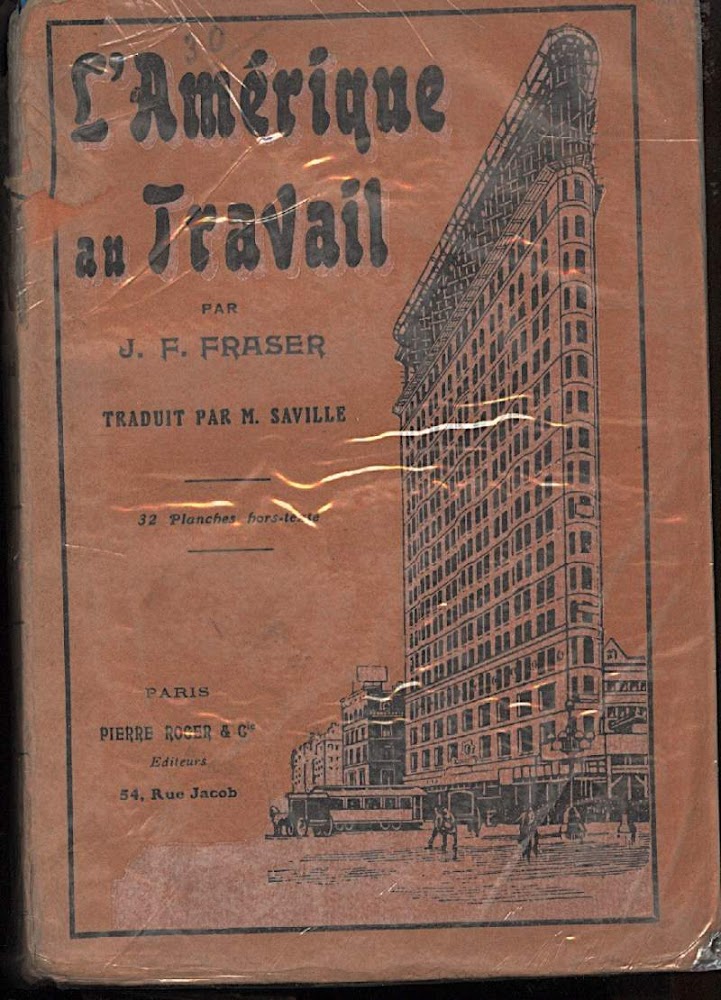 30
L'Amérique
au Travail
PAR
J. F. FRASER
TRADUIT PAR M. SAVILLE
32 Planches hors-texte
PARIS
PIERRE ROGER & Cie
Editeurs
54, Rue Jacob